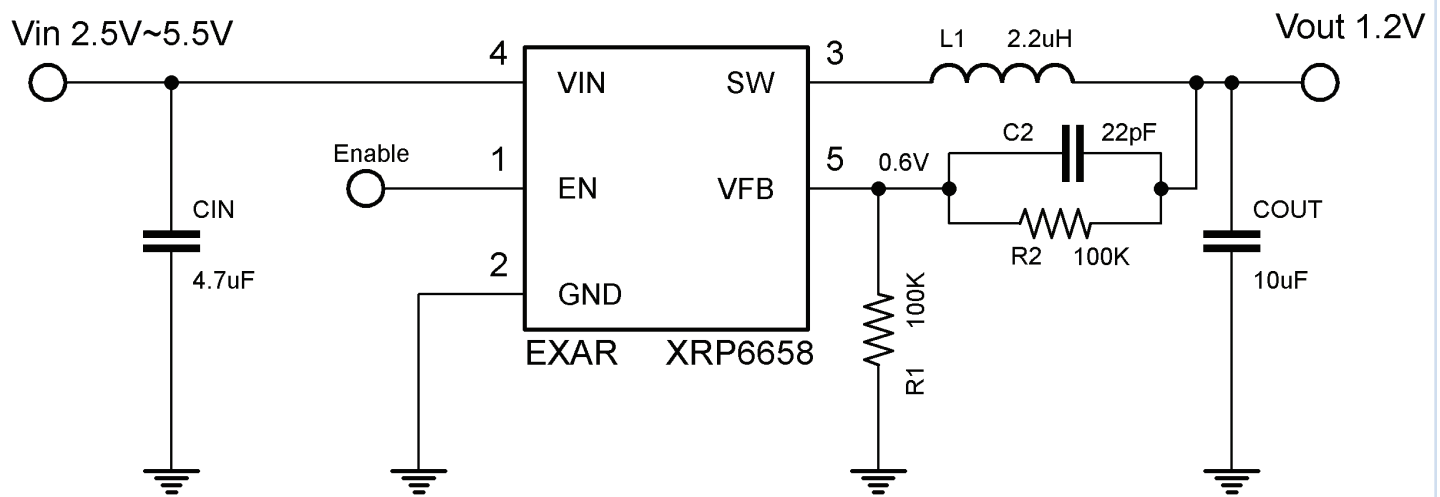 Vin 2.5V~5.5V
4
VIN
SW
3
L1
2.2uH
Vout 1.2V
Enable
1
EN
VFB
5
0.6V
C2
22pF
R2
100K
CIN
4.7uF
2
GND
100K
R1
COUT
10uF
EXAR
XRP6658